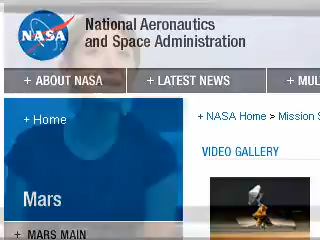 NASA
National Aeronautics
and Space Administration
+ ABOUT NASA
+ LATEST NEWS
+ MUL
+ Home
+ NASA Home > Mission S
VIDEO GALLERY
Mars
+ MARS MAIN